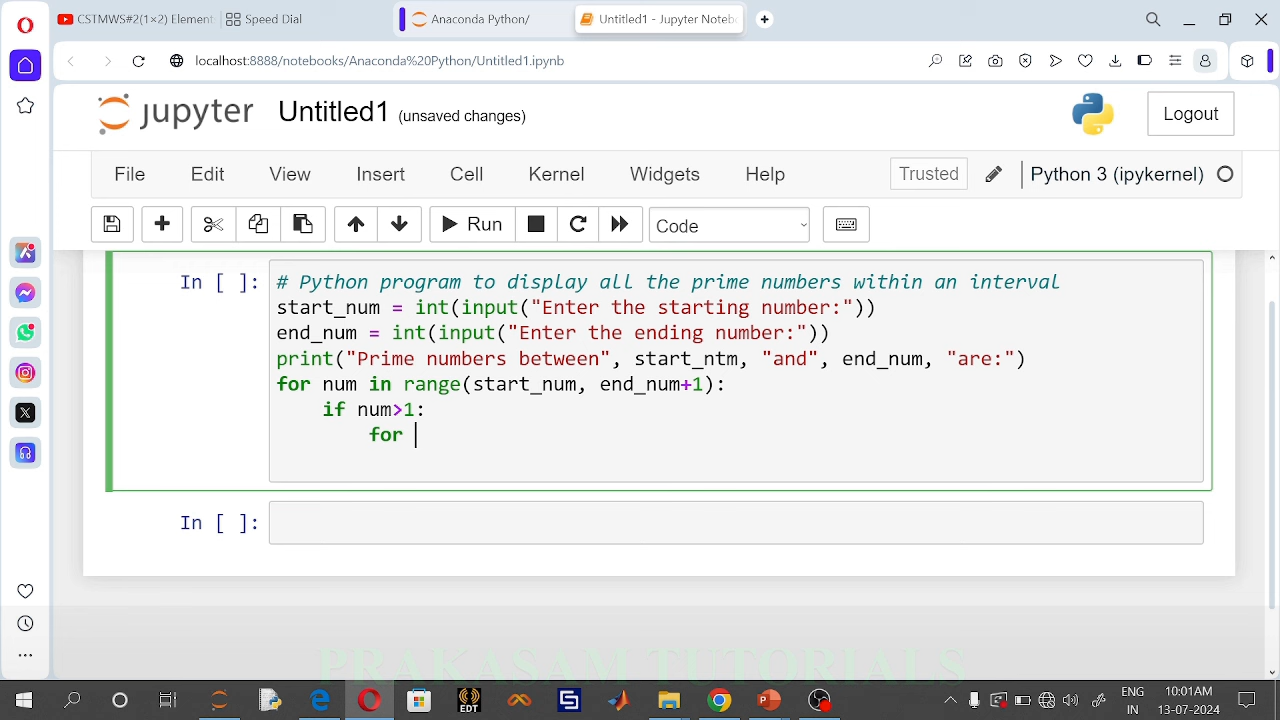 CSTMWS#2(1×2) Element
Speed Dial
Anaconda Python/
Untitled1 - Jupyter Noteb
localhost:8888/notebooks/Anaconda%20Python/Untitled1.ipynb
jupyter Untitled1 (unsaved changes)
Logout
File Edit View Insert Cell Kernel Widgets Help
Trusted
Python 3 (ipykernel)
Run
Code
In [ ]:
# Python program to display all the prime numbers within an interval
start_num = int(input("Enter the starting number:"))
end_num = int(input("Enter the ending number:"))
print("Prime numbers between", start_ntm, "and", end_num, "are:")
for num in range(start_num, end_num+1):
if num>1:
for
In [ ]:
PRAKASAM TUTORIALS
EDT
ENG
IN
10:01 AM
13-07-2024